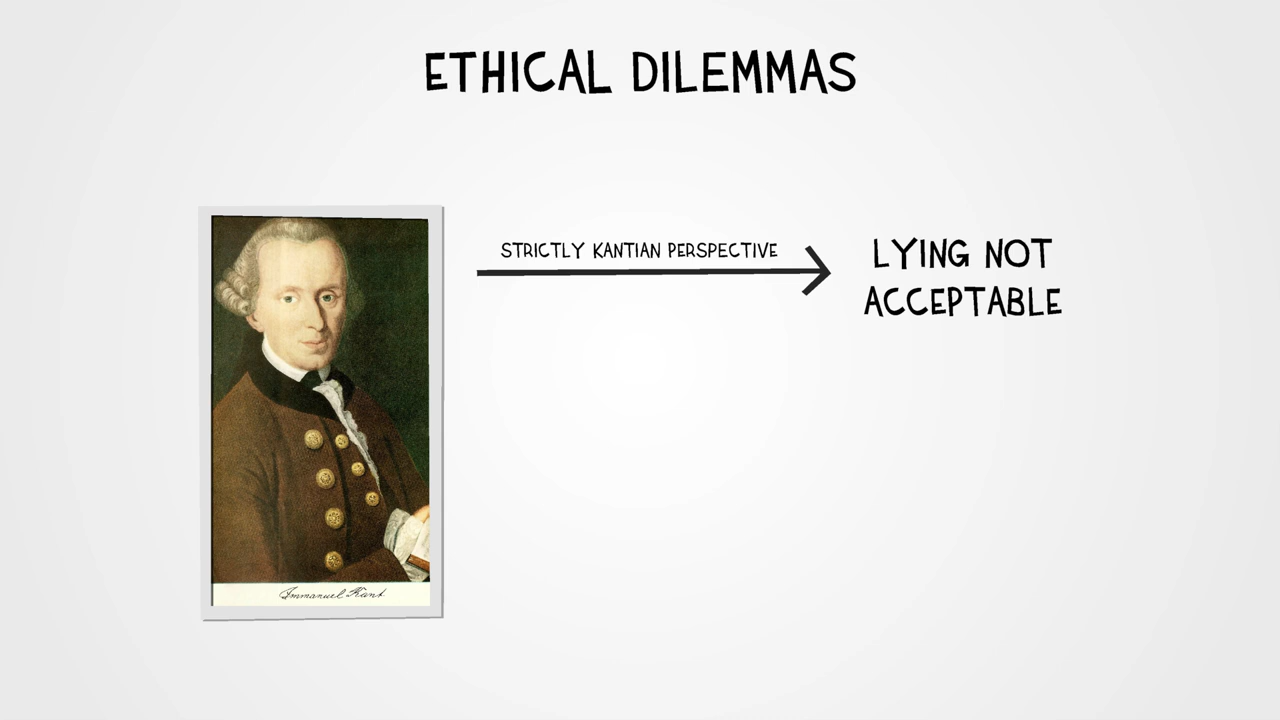 ETHICAL DILEMMAS
STRICTLY KANTIAN PERSPECTIVE
LYING NOT
ACCEPTABLE
Immanuel Kant